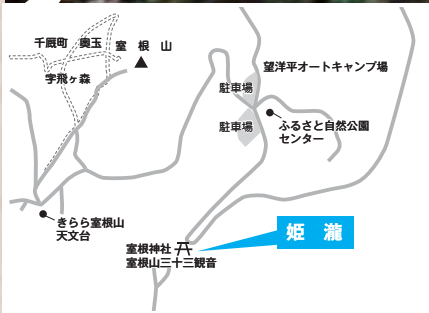 千厩町　奥玉
室　根　山
字飛ヶ森
望洋平オートキャンプ場
駐車場
駐車場
ふるさと自然公園
センター
きらら室根山
天文台
姫　瀧
室根神社
室根山三十三観音